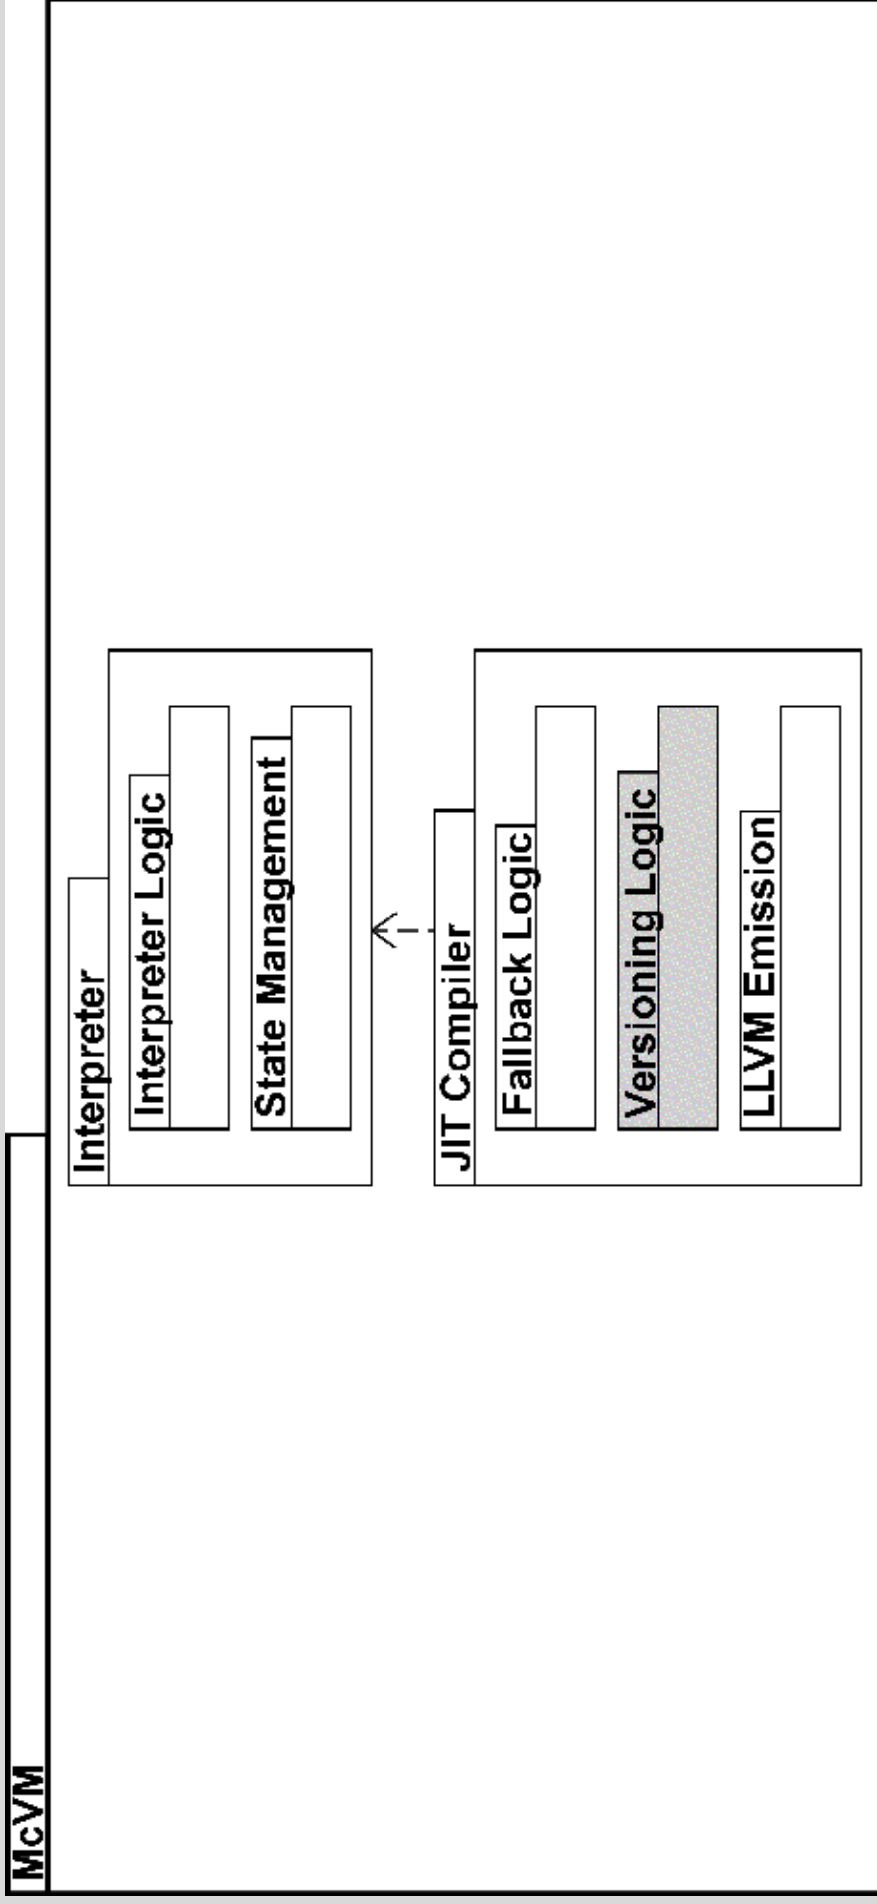 McVM
Interpreter
Interpreter Logic
State Management
JIT Compiler
Fallback Logic
Versioning Logic
LLVM Emission